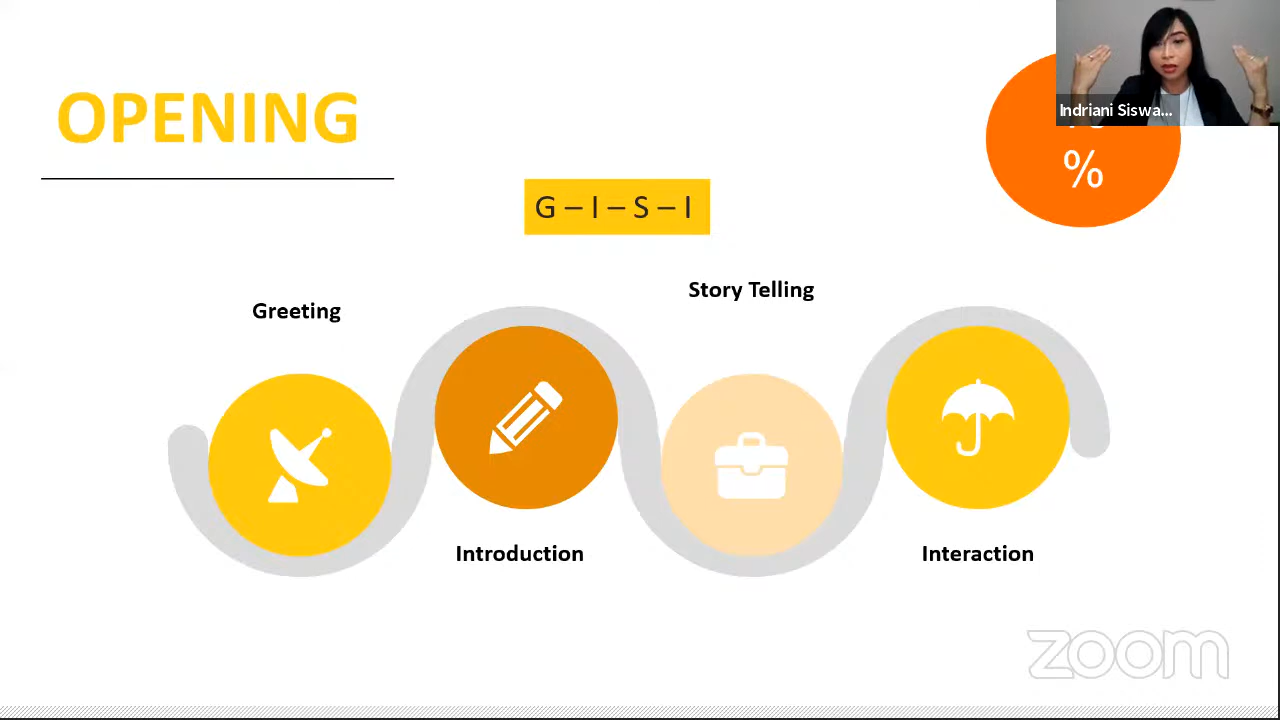 OPENING
Indriani Siswa...
%
G – I – S – I
Greeting
Story Telling
Introduction
Interaction
zoom